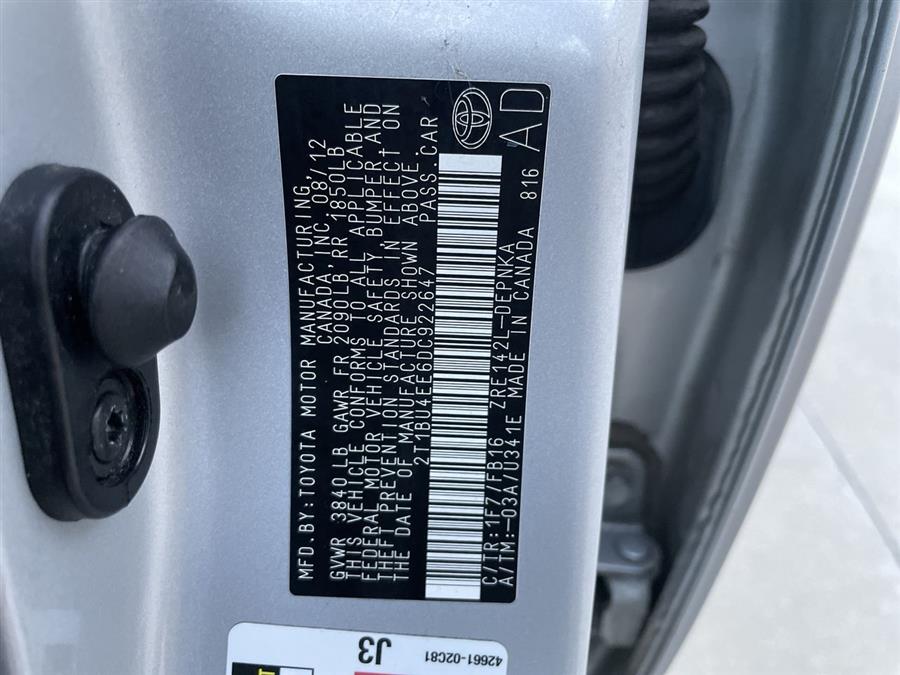 MFD.BY:TOYOTA MOTOR MANUFACTURING,
CANADA, INC. 08/12
GVWR 3840LB GAWR FR 2090LB RR 1850LB
THIS VEHICLE CONFORMS TO ALL APPLICABLE
FEDERAL MOTOR VEHICLE SAFETY, BUMPER, AND
THEFT PREVENTION STANDARDS IN EFFECT ON
THE DATE OF MANUFACTURE SHOWN ABOVE.
2T1BU4EE6DC922647 PASS.CAR
C/TR:1F7/FB16 ZRE142L-DEPNKA
A/TM:-03A/U341E MADE IN CANADA 816
AD
J3
42661-02C81